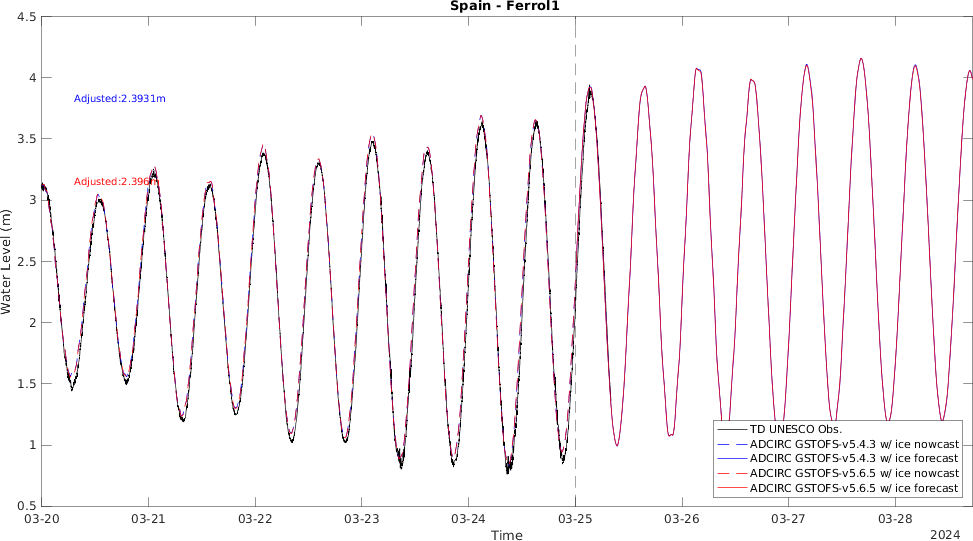 Spain - Ferrol1
4.5
4
3.5
3
2.5
2
1.5
1
0.5
Water Level (m)
Adjusted:2.3931m
Adjusted:2.396m
TD UNESCO Obs.
ADCIRC GSTOFS-v5.4.3 w/ ice nowcast
ADCIRC GSTOFS-v5.4.3 w/ ice forecast
ADCIRC GSTOFS-v5.6.5 w/ ice nowcast
ADCIRC GSTOFS-v5.6.5 w/ ice forecast
03-20 03-21 03-22 03-23 03-24 03-25 03-26 03-27 03-28
Time
2024